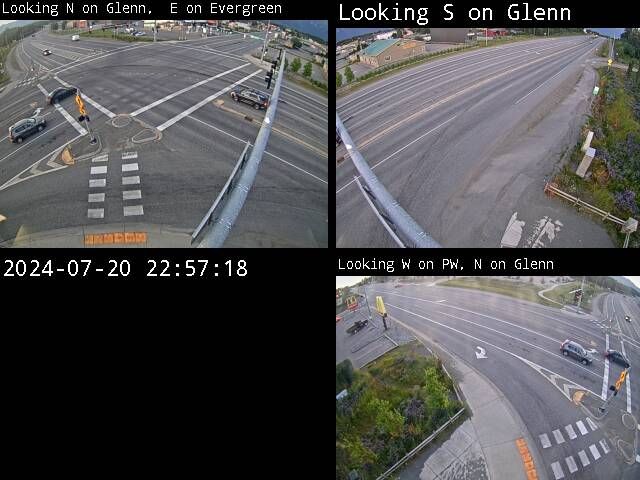 Looking N on Glenn, E on Evergreen
Looking S on Glenn
2024-07-20 22:57:18
Looking W on PW, N on Glenn